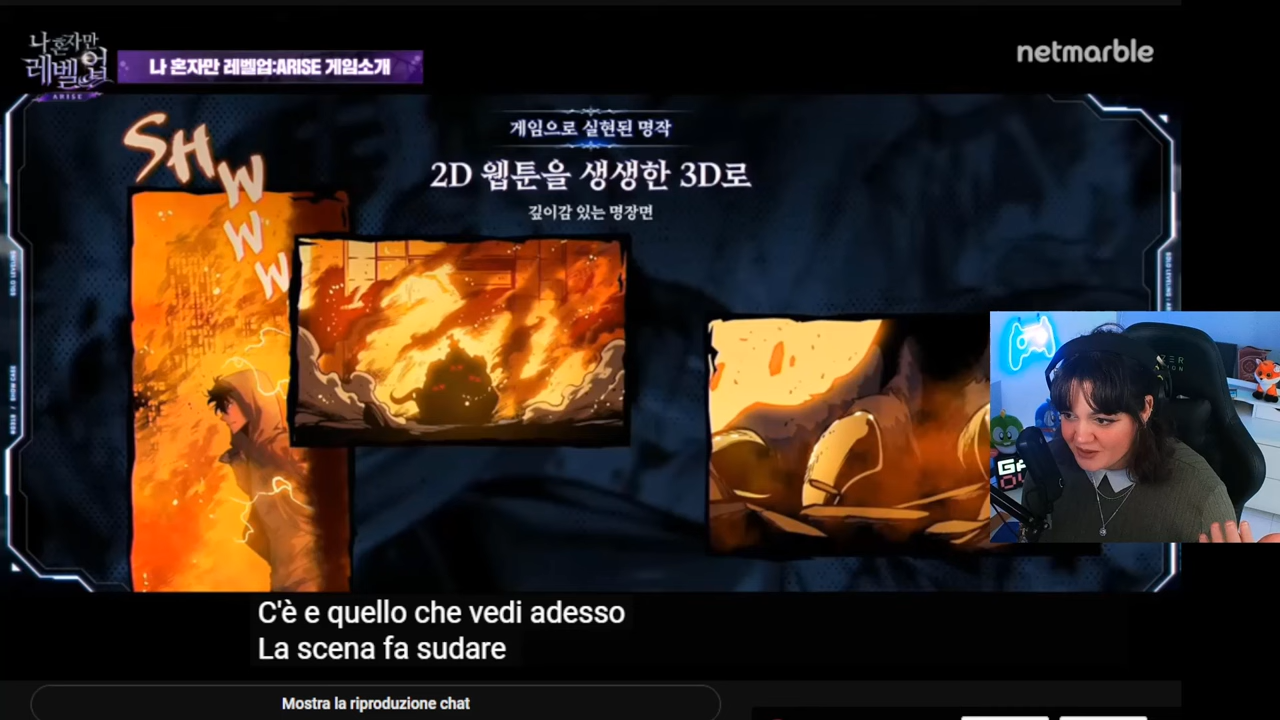 나 혼자만
레벨업
ARISE
나 혼자만 레벨업:ARISE 게임소개
netmarble
게임으로 실현된 명작
2D 웹툰을 생생한 3D로
깊이감 있는 명장면
SHWWW
C'è e quello che vedi adesso
La scena fa sudare
Mostra la riproduzione chat